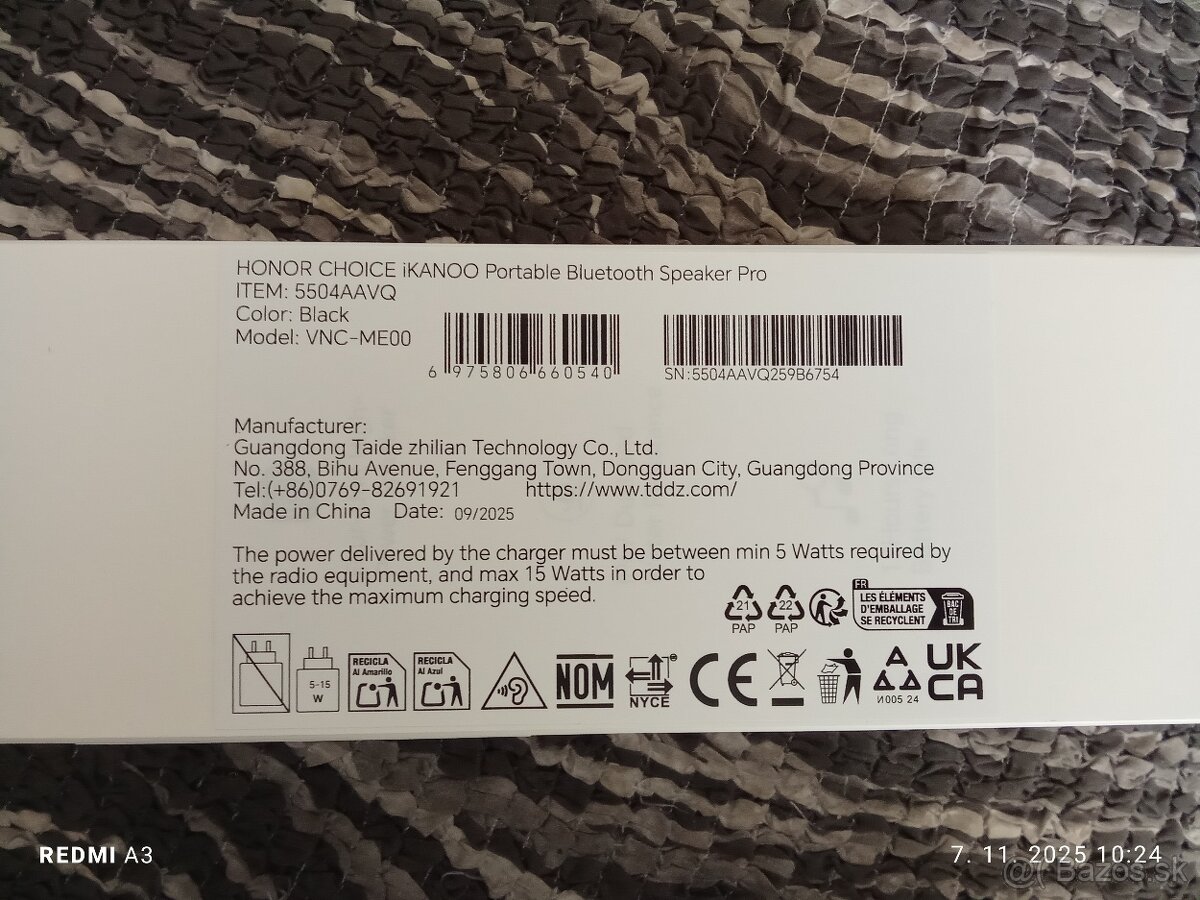 HONOR CHOICE iKANOO Portable Bluetooth Speaker Pro
ITEM: 5504AAVQ
Color: Black
Model: VNC-ME00
6 975806 660540
SN:5504AAVQ259B6754
Manufacturer:
Guangdong Taide zhilian Technology Co., Ltd.
No. 388, Bihu Avenue, Fenggang Town, Dongguan City, Guangdong Province
Tel:(+86)0769-82691921 https://www.tddz.com/
Made in China Date: 09/2025
The power delivered by the charger must be between min 5 Watts required by
the radio equipment, and max 15 Watts in order to
achieve the maximum charging speed.
21
PAP
22
PAP
FR
LES ÉLÉMENTS
D'EMBALLAGE
SE RECYCLENT
BAC
DE
TRI
5-15
W
RECICLA
Al Amarillo
RECICLA
Al Azul
NOM
NYCE
CE
A
И005 24
UK
CA
REDMI A3
7. 11. 2025 10:24
Bazos.sk